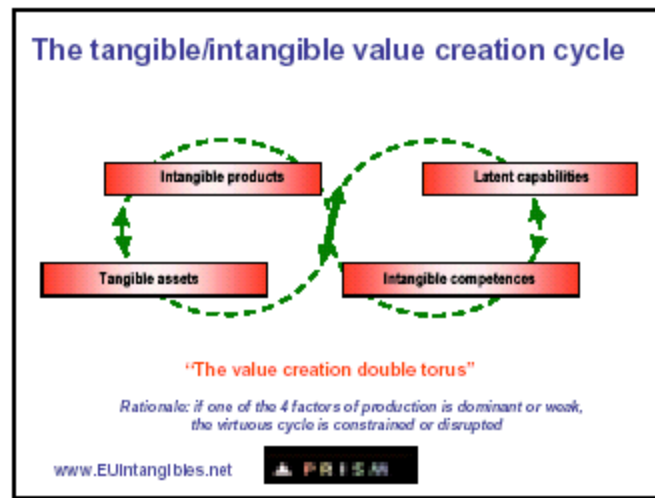 The tangible/intangible value creation cycle
Intangible products
Latent capabilities
Tangible assets
Intangible competences
“The value creation double torus”
Rationale: if one of the 4 factors of production is dominant or weak,
the virtuous cycle is constrained or disrupted
www.EUIntangibles.net
PRISM